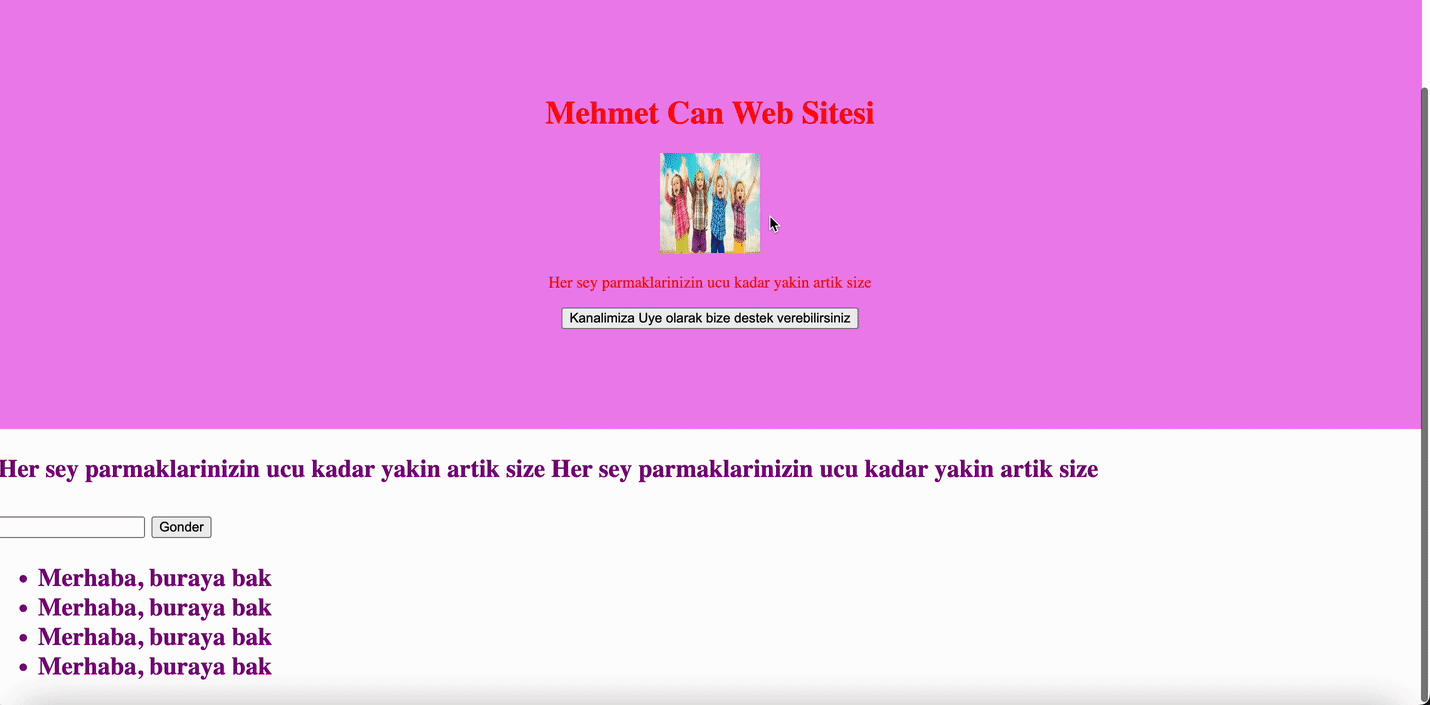 Mehmet Can Web Sitesi
Her sey parmaklarinizin ucu kadar yakin artik size
Kanalimiza Uye olarak bize destek verebilirsiniz
Her sey parmaklarinizin ucu kadar yakin artik size Her sey parmaklarinizin ucu kadar yakin artik size
Gonder
Merhaba, buraya bak
Merhaba, buraya bak
Merhaba, buraya bak
Merhaba, buraya bak